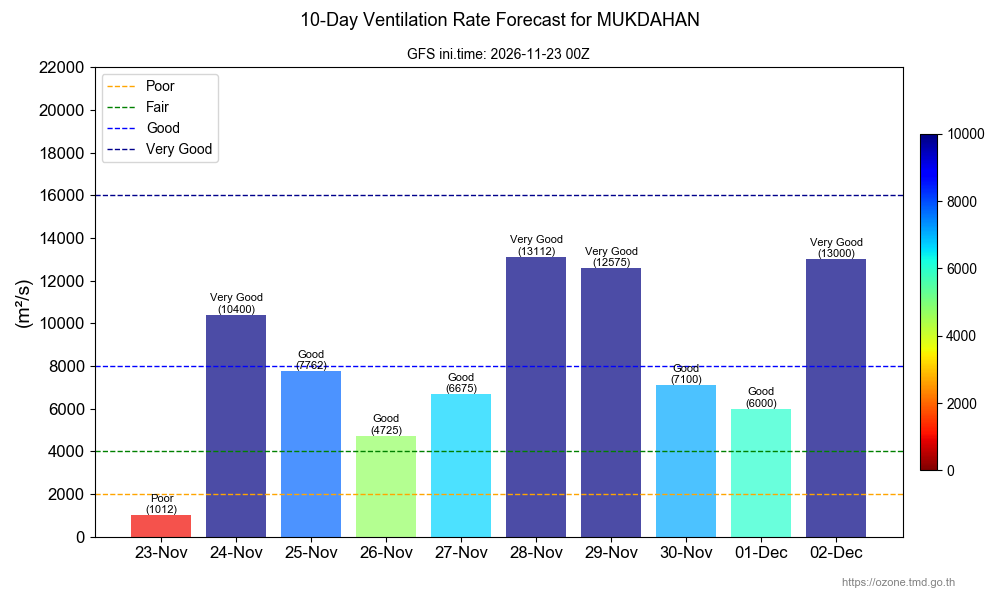 10-Day Ventilation Rate Forecast for MUKDAHAN
GFS ini.time: 2026-11-23 00Z
(m²/s)
22000
20000
18000
16000
14000
12000
10000
8000
6000
4000
2000
0
Poor
Fair
Good
Very Good
Poor
(1012)
Very Good
(10400)
Good
(7762)
Good
(4725)
Good
(6675)
Very Good
(13112)
Very Good
(12575)
Good
(7100)
Good
(6000)
Very Good
(13000)
23-Nov 24-Nov 25-Nov 26-Nov 27-Nov 28-Nov 29-Nov 30-Nov 01-Dec 02-Dec
10000
8000
6000
4000
2000
0
https://ozone.tmd.go.th